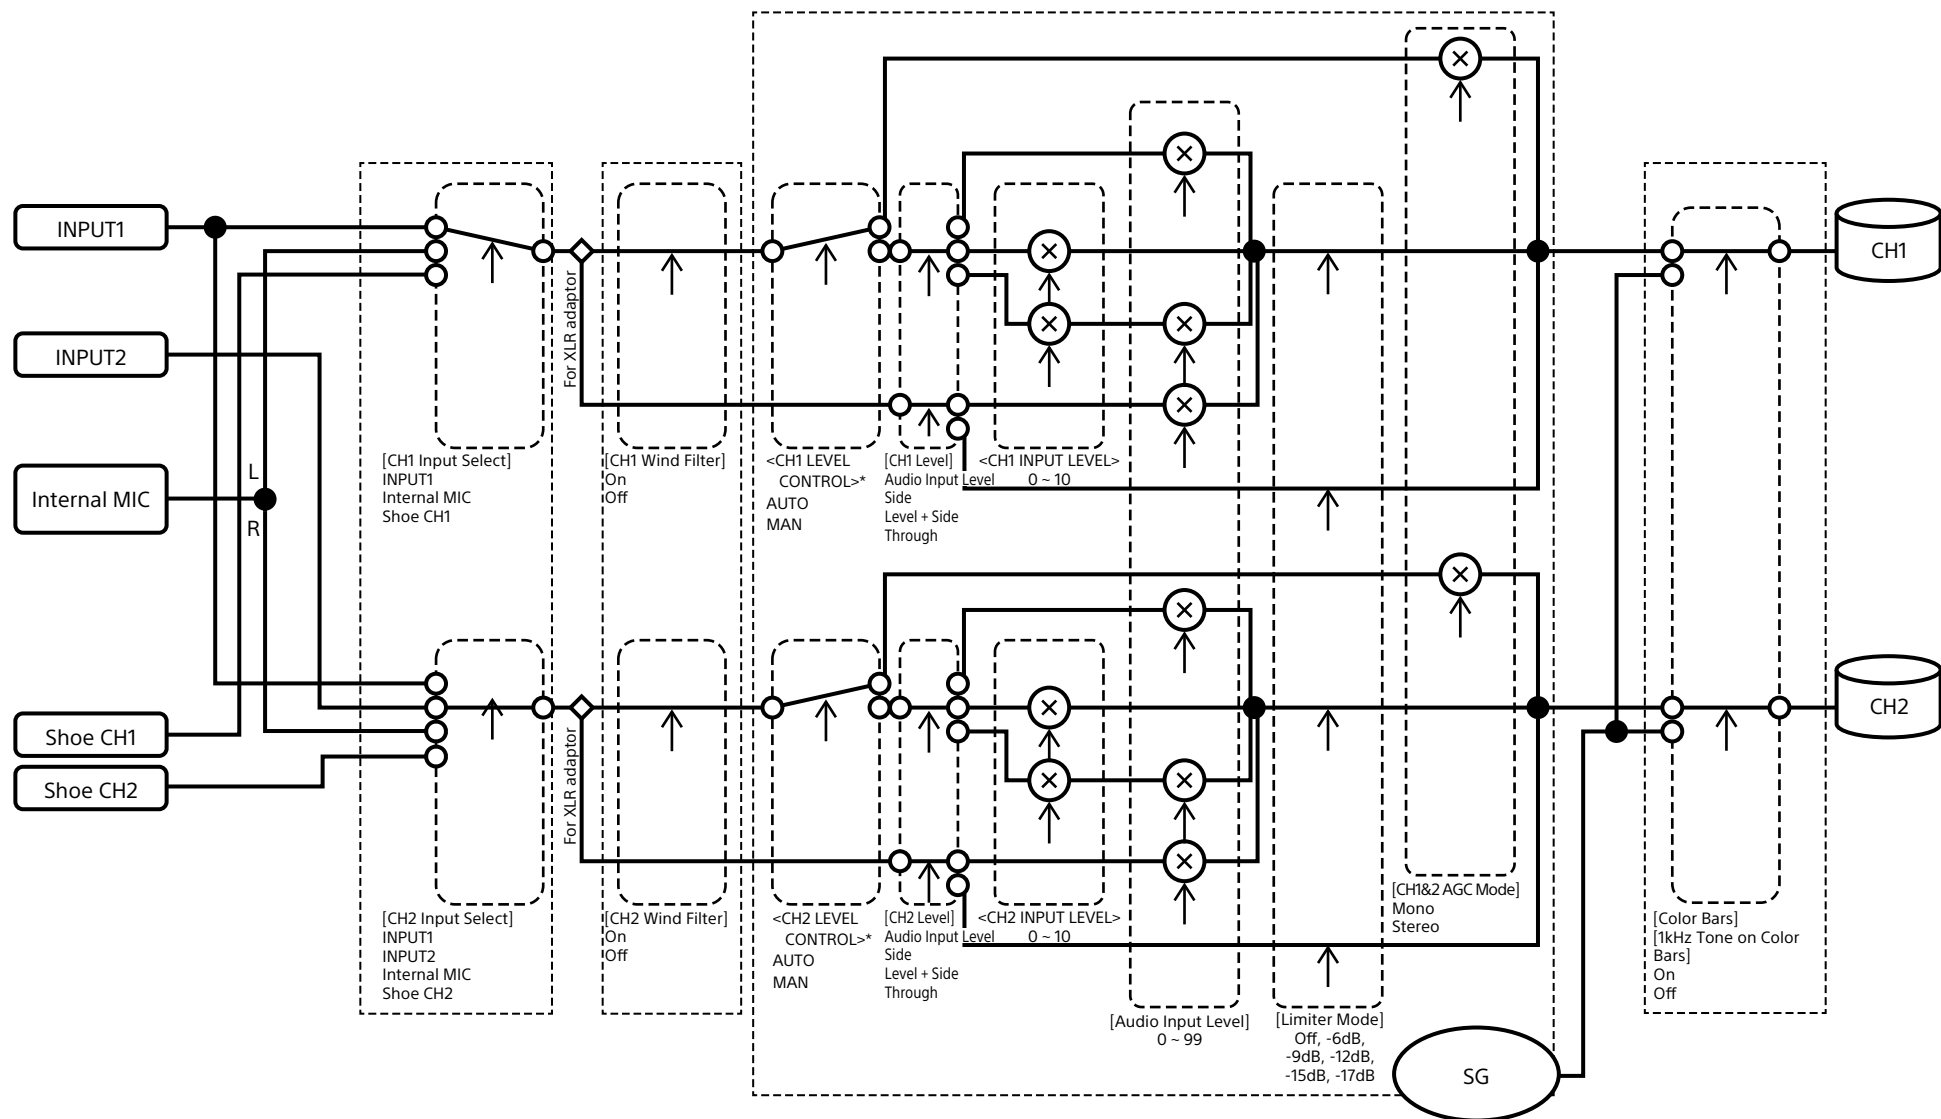 INPUT1
INPUT2
Internal MIC
L
R
Shoe CH1
Shoe CH2
[CH1 Input Select]
INPUT1
Internal MIC
Shoe CH1
For XLR adaptor
[CH1 Wind Filter]
On
Off
<CH1 LEVEL
CONTROL>*
AUTO
MAN
[CH1 Level]
Audio Input Level
Side
Level + Side
Through
<CH1 INPUT LEVEL>
0 ~ 10
CH1
[CH2 Input Select]
INPUT1
INPUT2
Internal MIC
Shoe CH2
For XLR adaptor
[CH2 Wind Filter]
On
Off
<CH2 LEVEL
CONTROL>*
AUTO
MAN
[CH2 Level]
Audio Input Level
Side
Level + Side
Through
<CH2 INPUT LEVEL>
0 ~ 10
[Audio Input Level]
0 ~ 99
[Limiter Mode]
Off, -6dB,
-9dB, -12dB,
-15dB, -17dB
[CH1&2 AGC Mode]
Mono
Stereo
SG
[Color Bars]
[1kHz Tone on Color
Bars]
On
Off
CH2